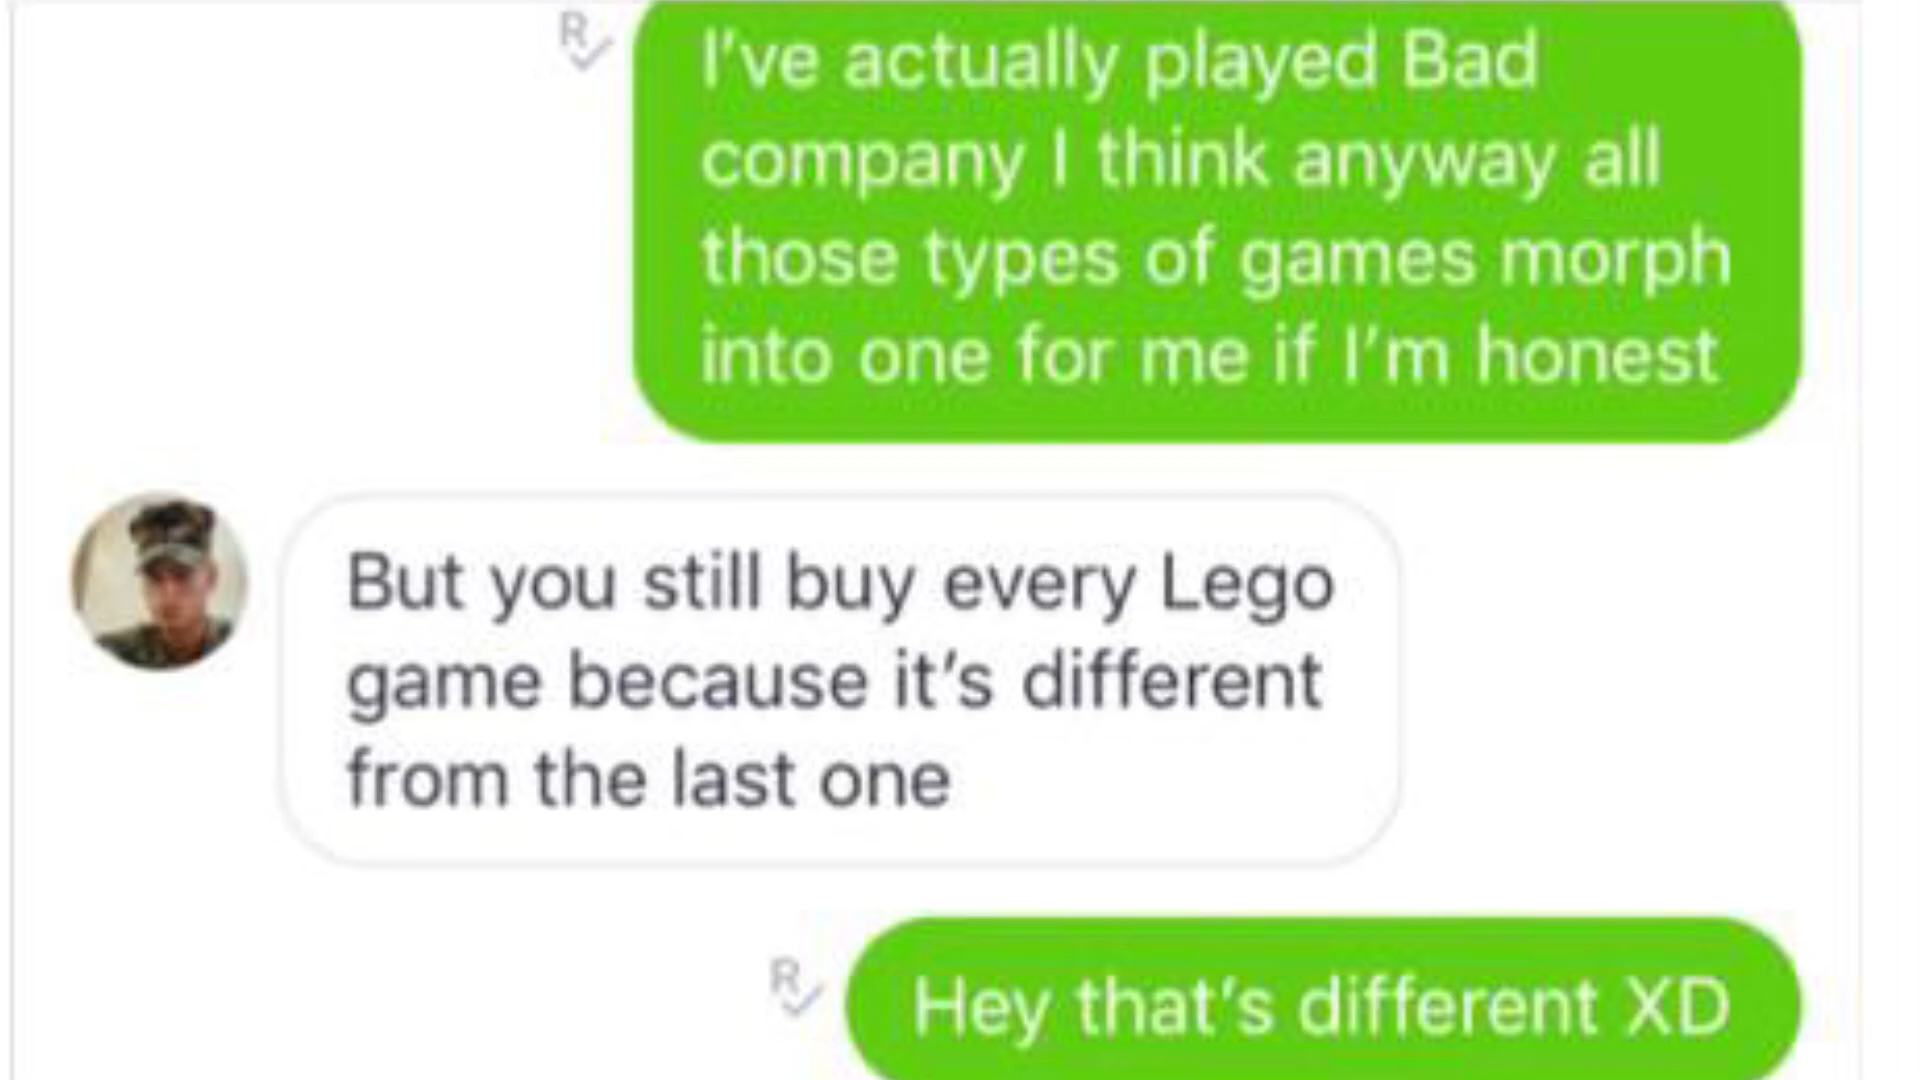 R
I've actually played Bad
company I think anyway all
those types of games morph
into one for me if I'm honest
But you still buy every Lego
game because it's different
from the last one
R
Hey that's different XD